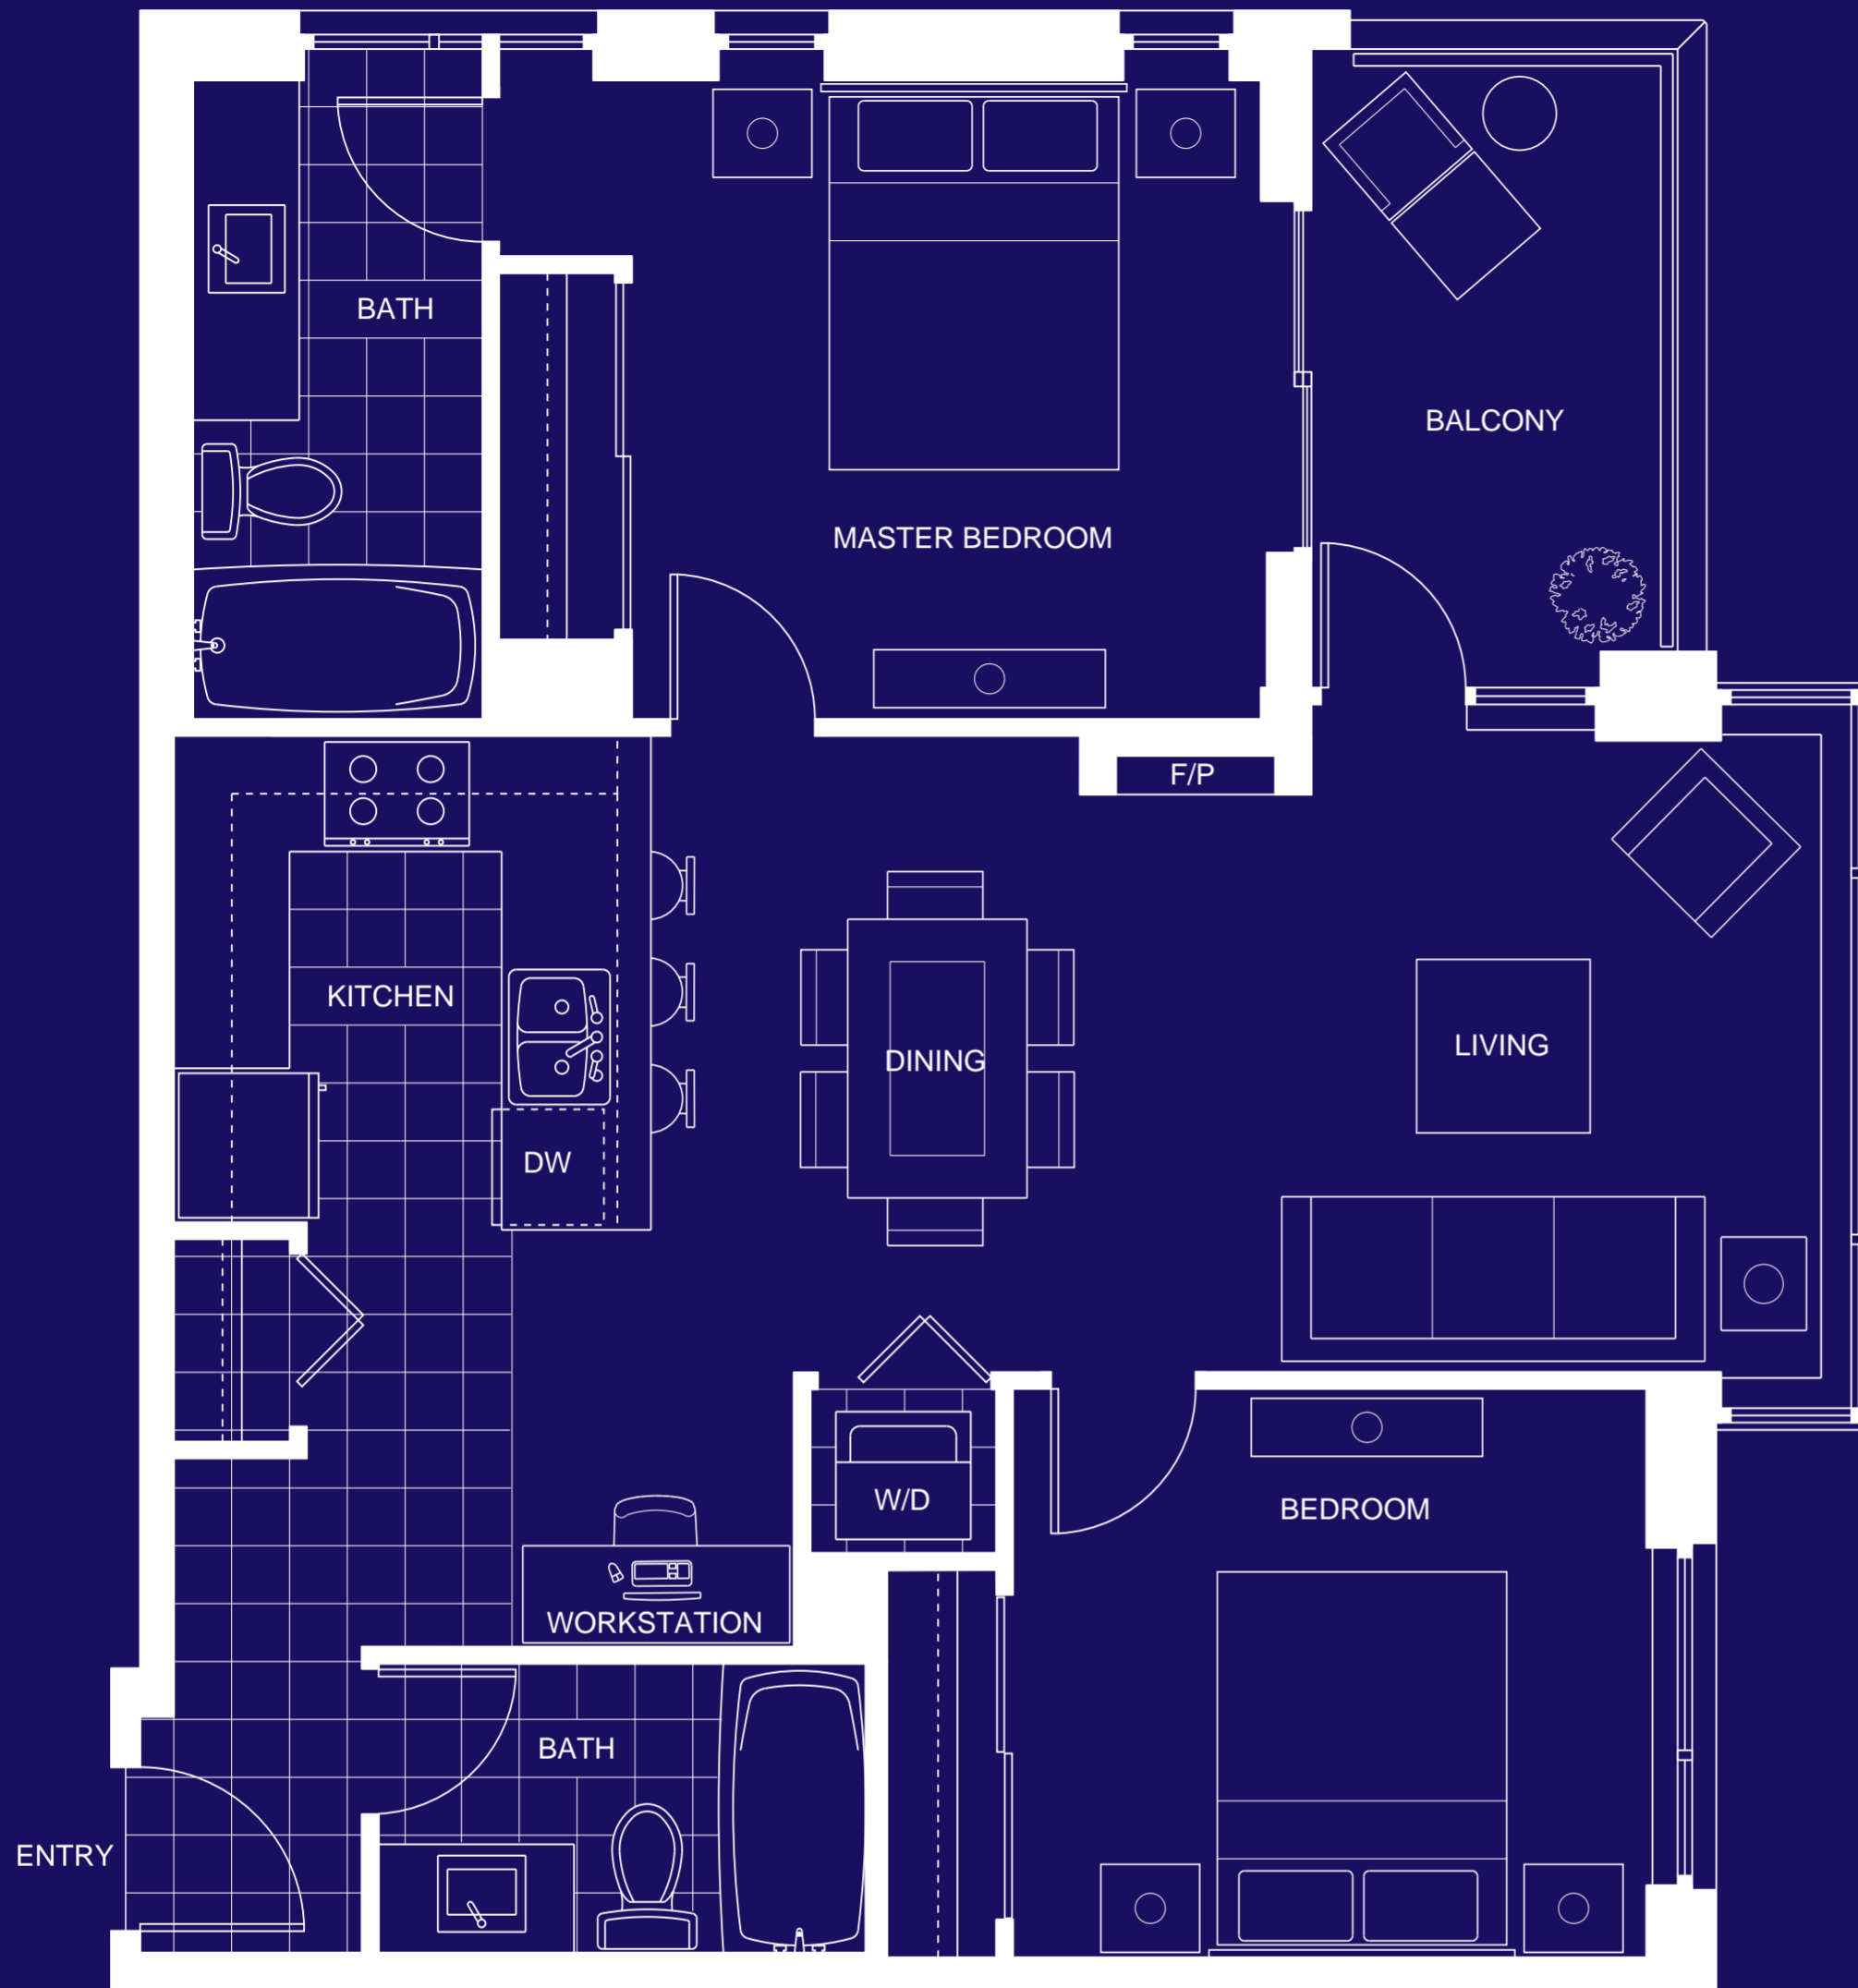 BATH
BALCONY
MASTER BEDROOM
F/P
KITCHEN
LIVING
DINING
DW
W/D
BEDROOM
WORKSTATION
BATH
ENTRY